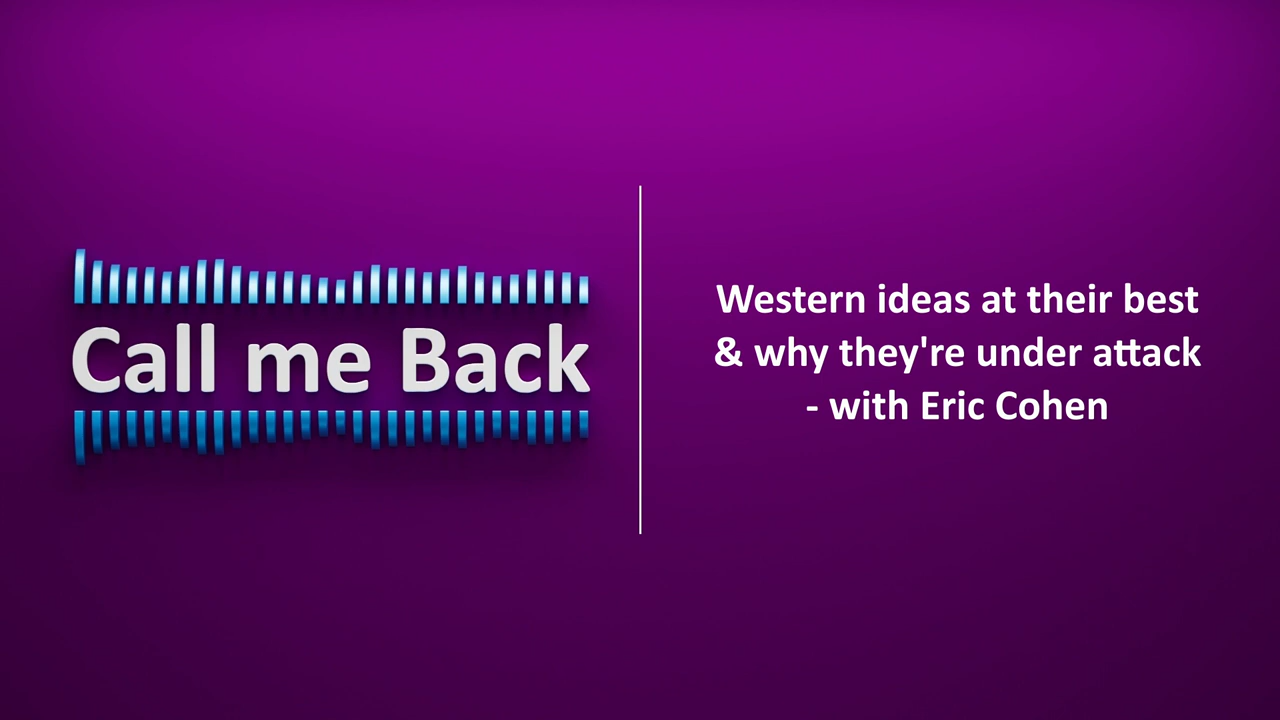 Call me Back
Western ideas at their best
& why they're under attack
- with Eric Cohen